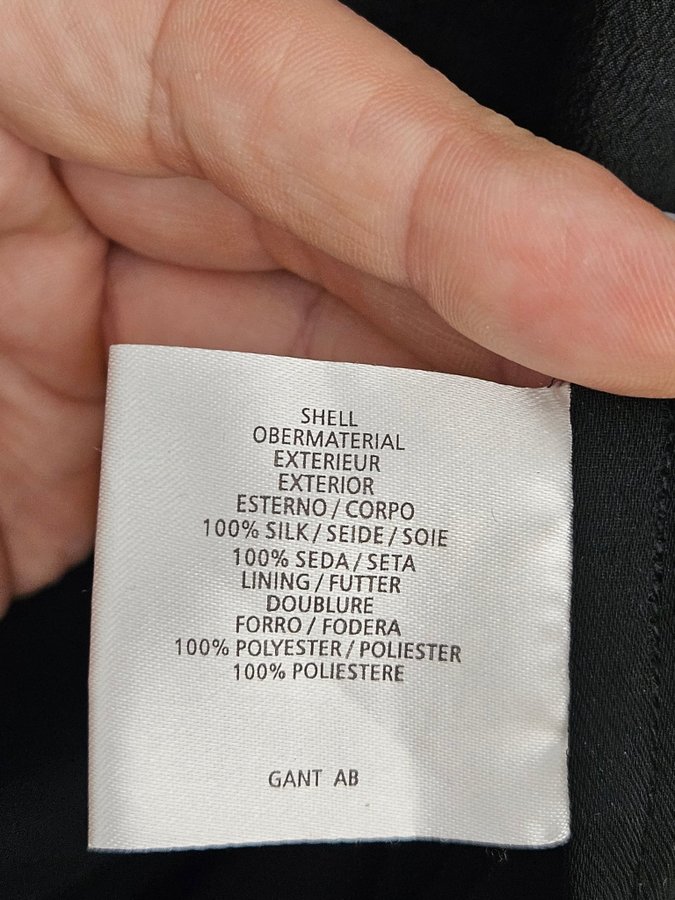 SHELL
OBERMATERIAL
EXTERIEUR
EXTERIOR
ESTERNO / CORPO
100% SILK / SEIDE / SOIE
100% SEDA / SETA
LINING / FUTTER
DOUBLURE
FORRO / FODERA
100% POLYESTER / POLIESTER
100% POLIESTERE
GANT AB